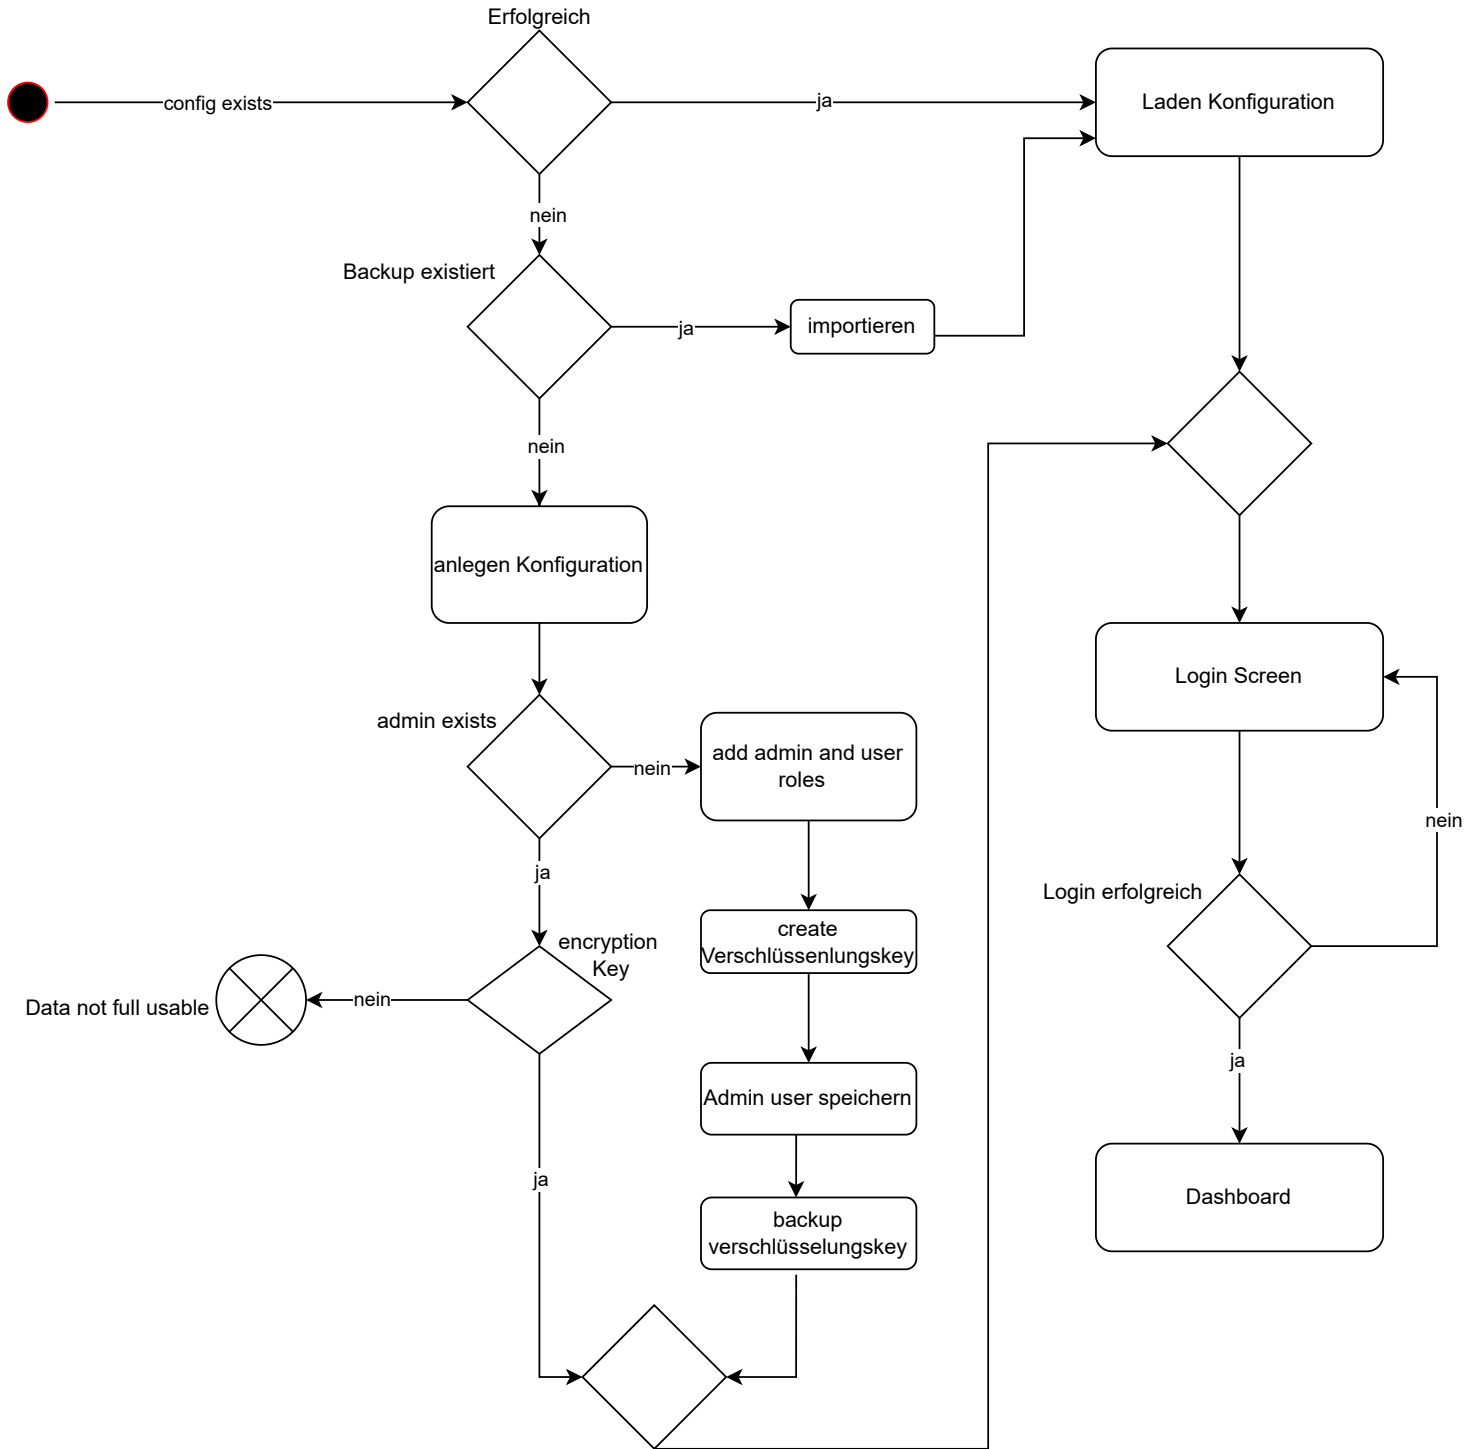 Erfolgreich
config exists
ja
Laden Konfiguration
nein
Backup existiert
ja
importieren
nein
anlegen Konfiguration
admin exists
nein
add admin and user
roles
Login Screen
nein
ja
Login erfolgreich
create
Verschlüssenlungskey
encryption
Key
nein
Data not full usable
ja
Admin user speichern
ja
backup
verschlüsselungskey
Dashboard